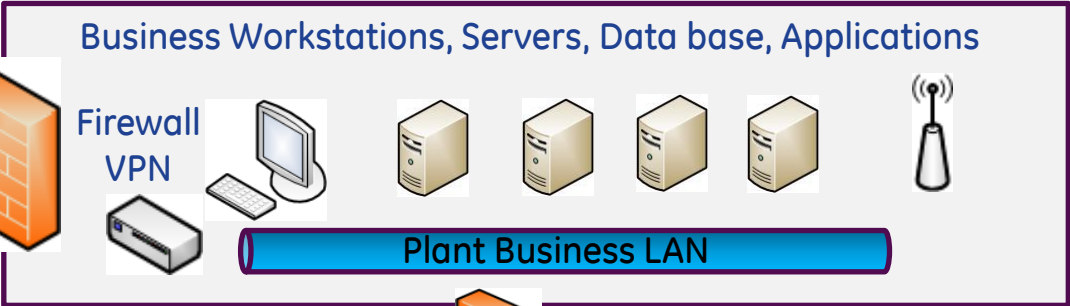 Business Workstations, Servers, Data base, Applications
Firewall
VPN
Plant Business LAN